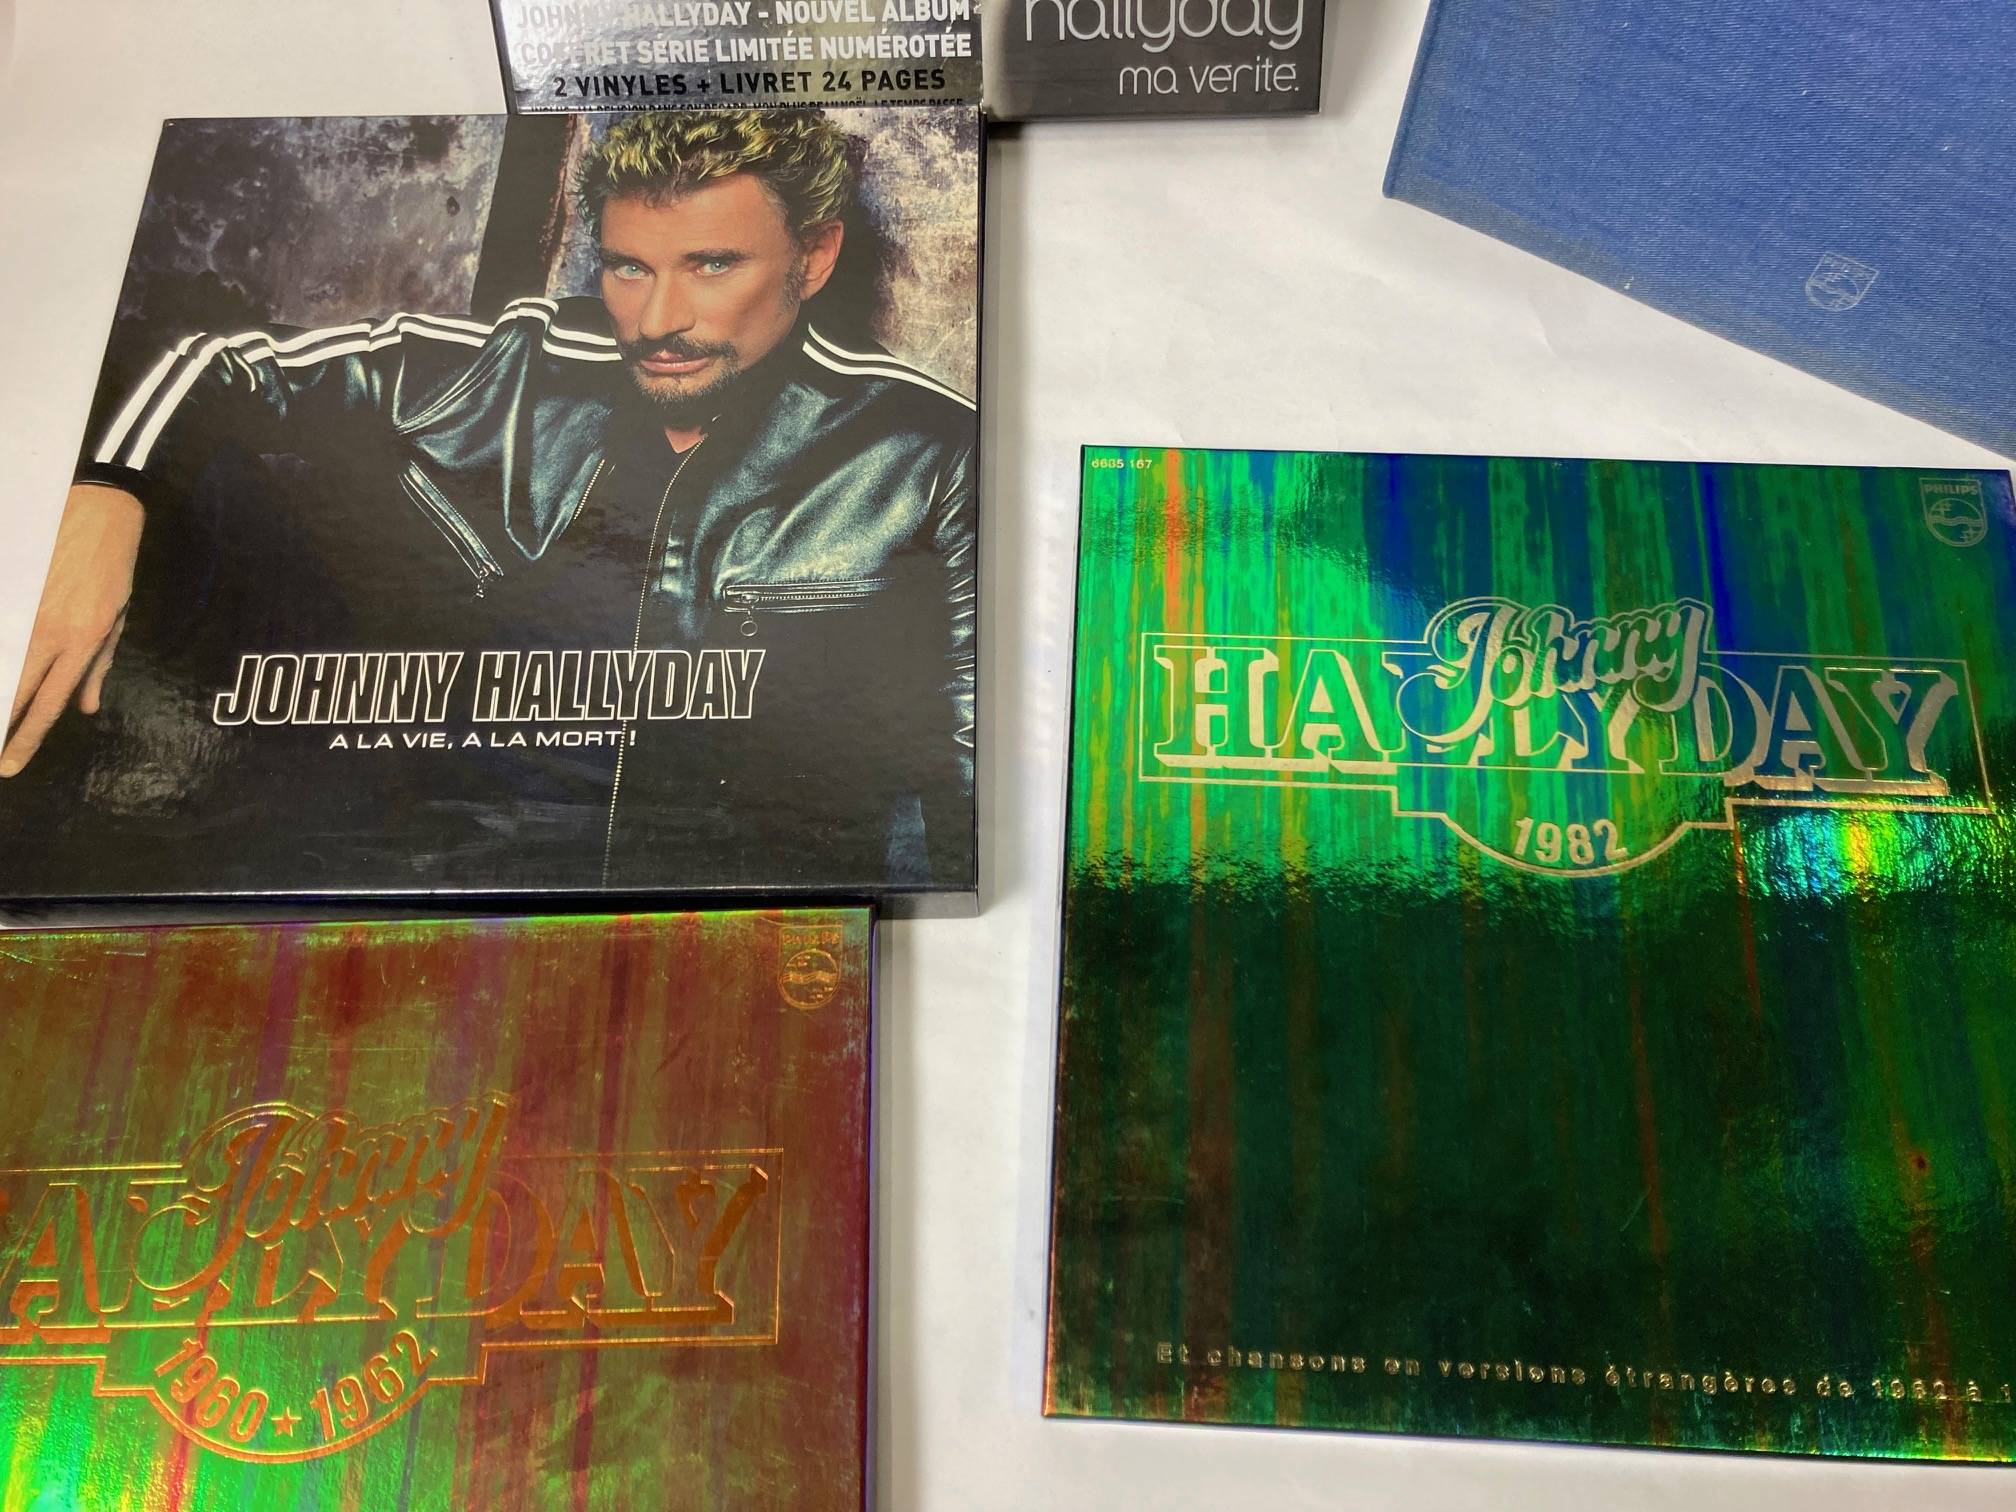 JOHNNY HALLYDAY - NOUVEL ALBUM
COFFRET SÉRIE LIMITÉE NUMÉROTÉE
2 VINYLES + LIVRET 24 PAGES
hallyday
ma verité.
JOHNNY HALLYDAY
A LA VIE, A LA MORT !
6685 167
PHILIPS
Johnny
HALLYDAY
1982
Et chansons en versions étrangères de 1962 à
PHILIPS
Johnny
ALLYDAY
1960 ★ 1962